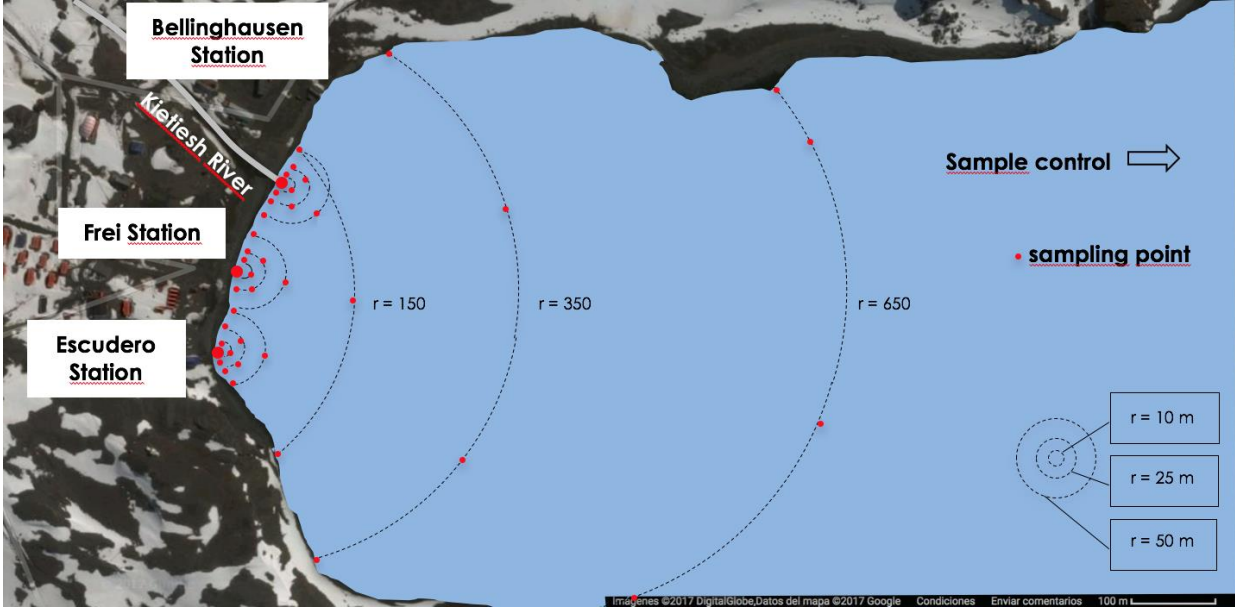 Bellinghausen
Station
Kietiesh River
Sample control
Frei Station
sampling point
r = 150
r = 350
r = 650
Escudero
Station
r = 10 m
r = 25 m
r = 50 m
Imágenes ©2017 DigitalGlobe,Datos del mapa ©2017 Google Condiciones Enviar comentarios 100 m